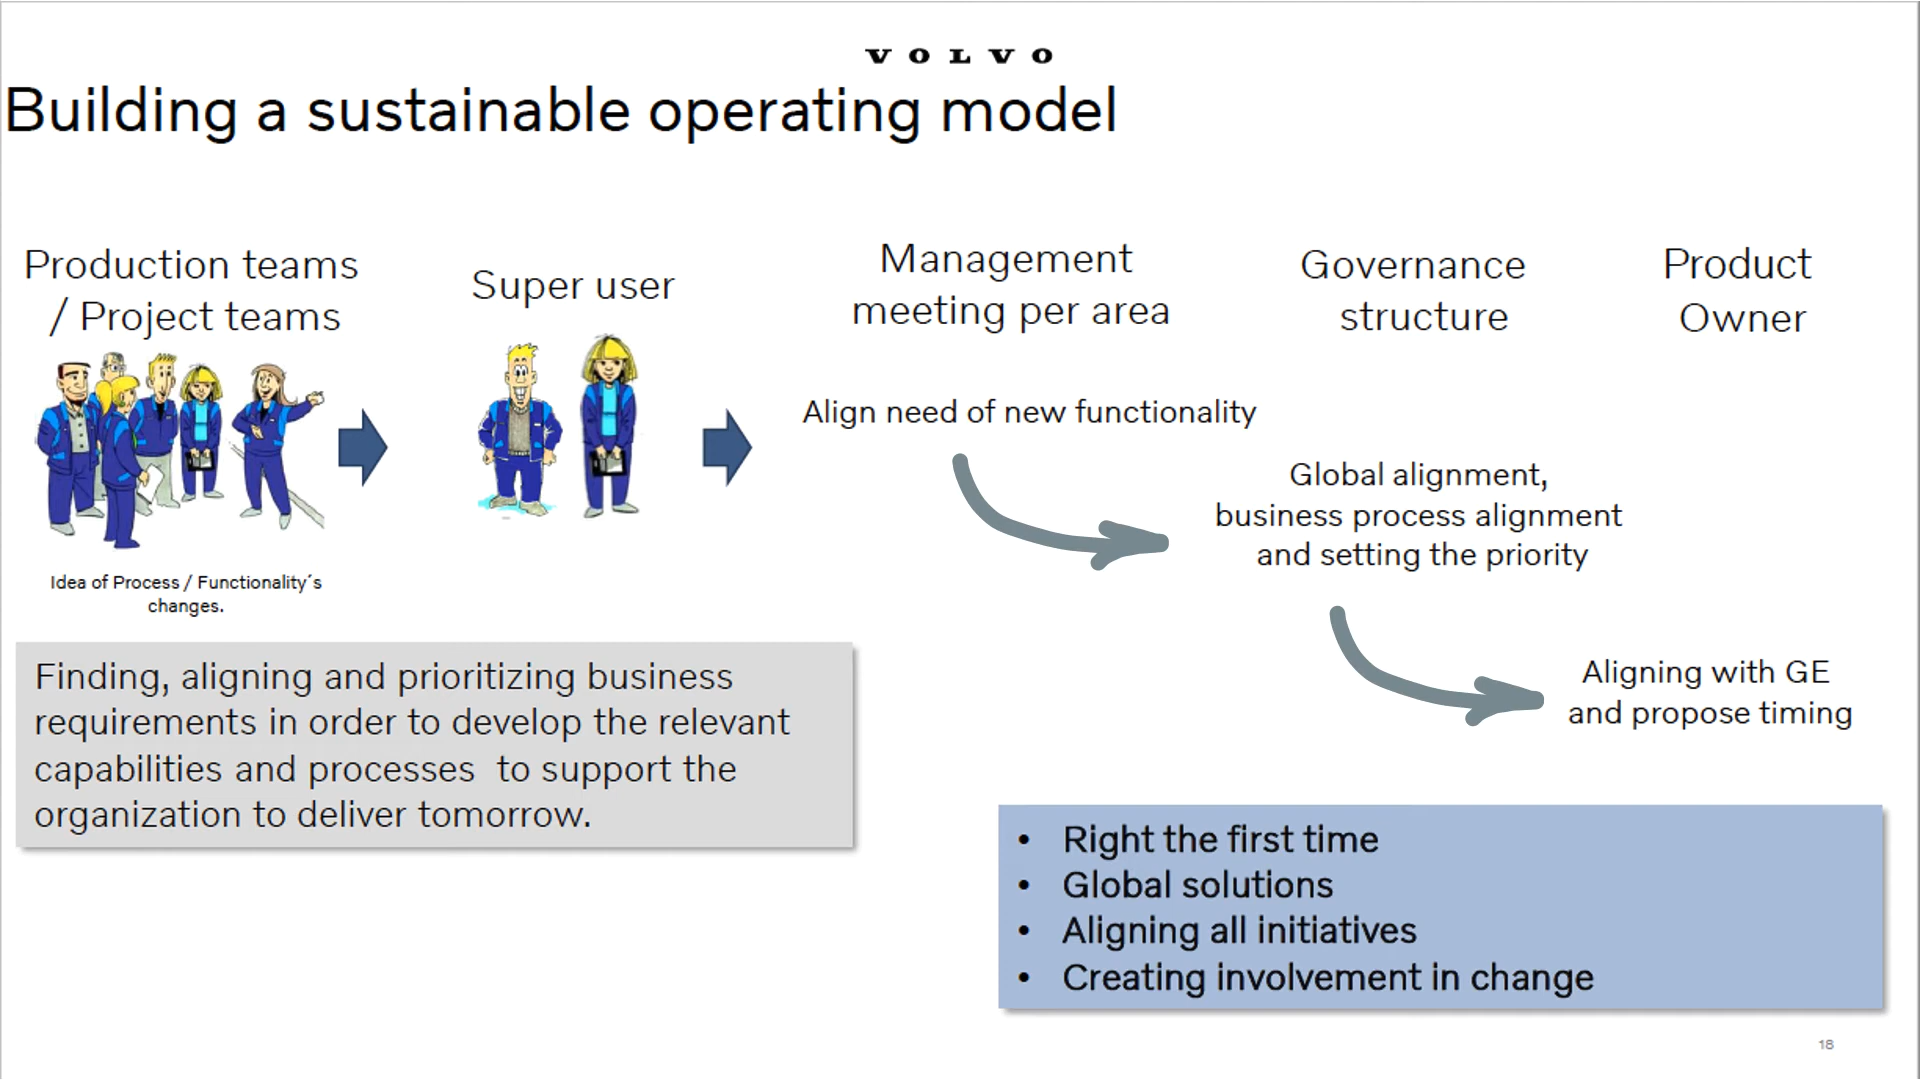 VOLVO
Building a sustainable operating model
Production teams
/ Project teams
Super user
Management
meeting per area
Governance
structure
Product
Owner
Align need of new functionality
Global alignment,
business process alignment
and setting the priority
Idea of Process / Functionality´s
changes.
Aligning with GE
and propose timing
Finding, aligning and prioritizing business
requirements in order to develop the relevant
capabilities and processes  to support the
organization to deliver tomorrow.
• Right the first time
• Global solutions
• Aligning all initiatives
• Creating involvement in change
18